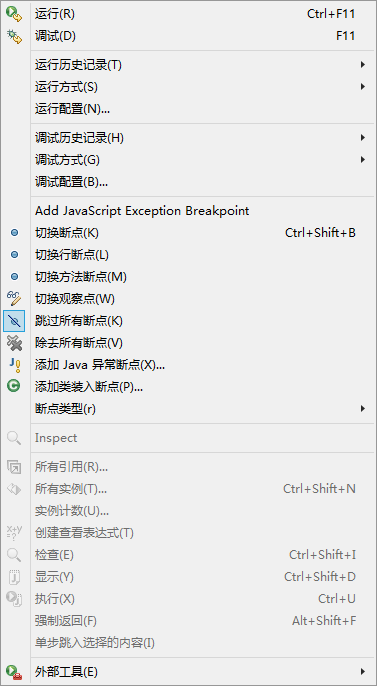 运行(R) Ctrl+F11
调试(D) F11
运行历史记录(T)
运行方式(S)
运行配置(N)...
调试历史记录(H)
调试方式(G)
调试配置(B)...
Add JavaScript Exception Breakpoint
切换断点(K) Ctrl+Shift+B
切换行断点(L)
切换方法断点(M)
切换观察点(W)
跳过所有断点(K)
除去所有断点(V)
添加 Java 异常断点(X)...
添加类装入断点(P)...
断点类型(r)
Inspect
所有引用(R)...
所有实例(T)... Ctrl+Shift+N
实例计数(U)...
创建查看表达式(T)
检查(E) Ctrl+Shift+I
显示(Y) Ctrl+Shift+D
执行(X) Ctrl+U
强制返回(F) Alt+Shift+F
单步跳入选择的内容(I)
外部工具(E)